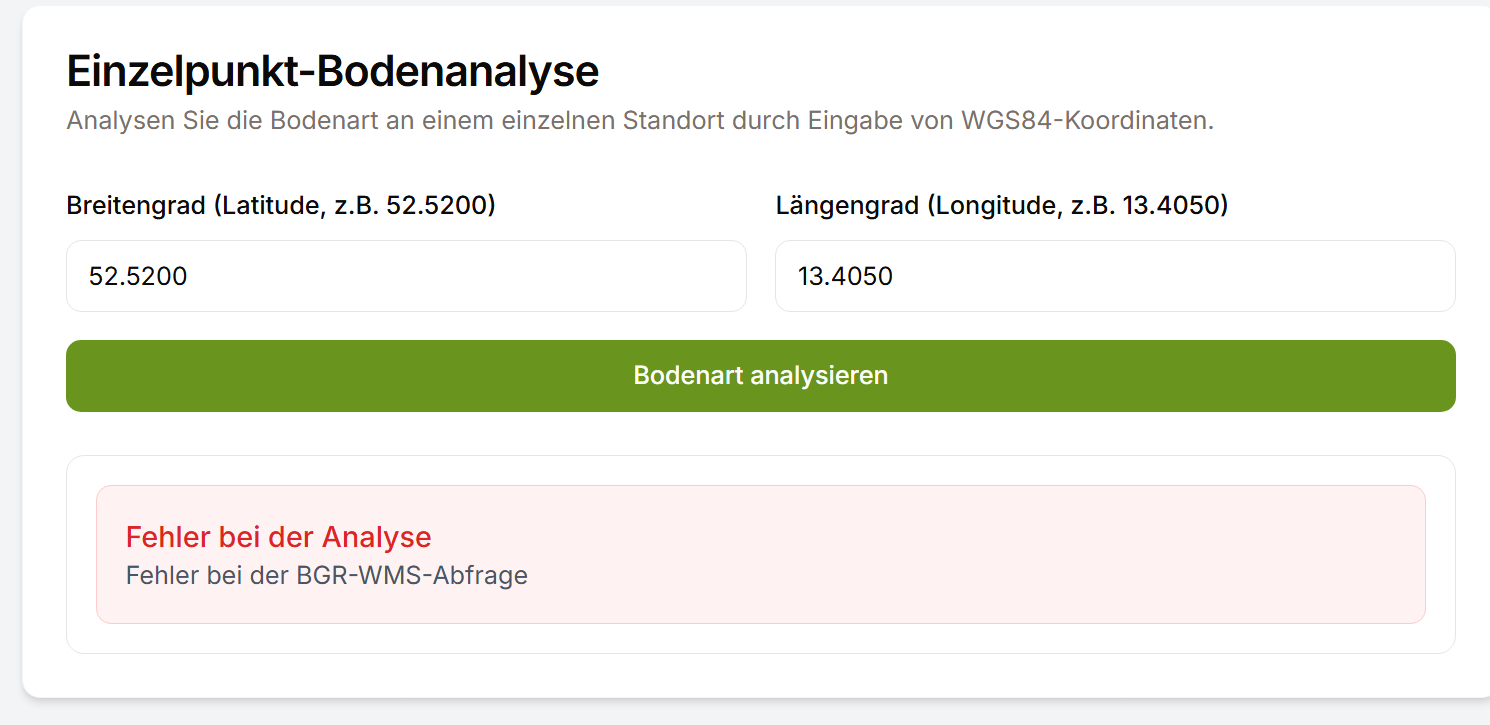 Einzelpunkt-Bodenanalyse
Analysen Sie die Bodenart an einem einzelnen Standort durch Eingabe von WGS84-Koordinaten.
Breitengrad (Latitude, z.B. 52.5200)
Längengrad (Longitude, z.B. 13.4050)
52.5200
13.4050
Bodenart analysieren
Fehler bei der Analyse
Fehler bei der BGR-WMS-Abfrage